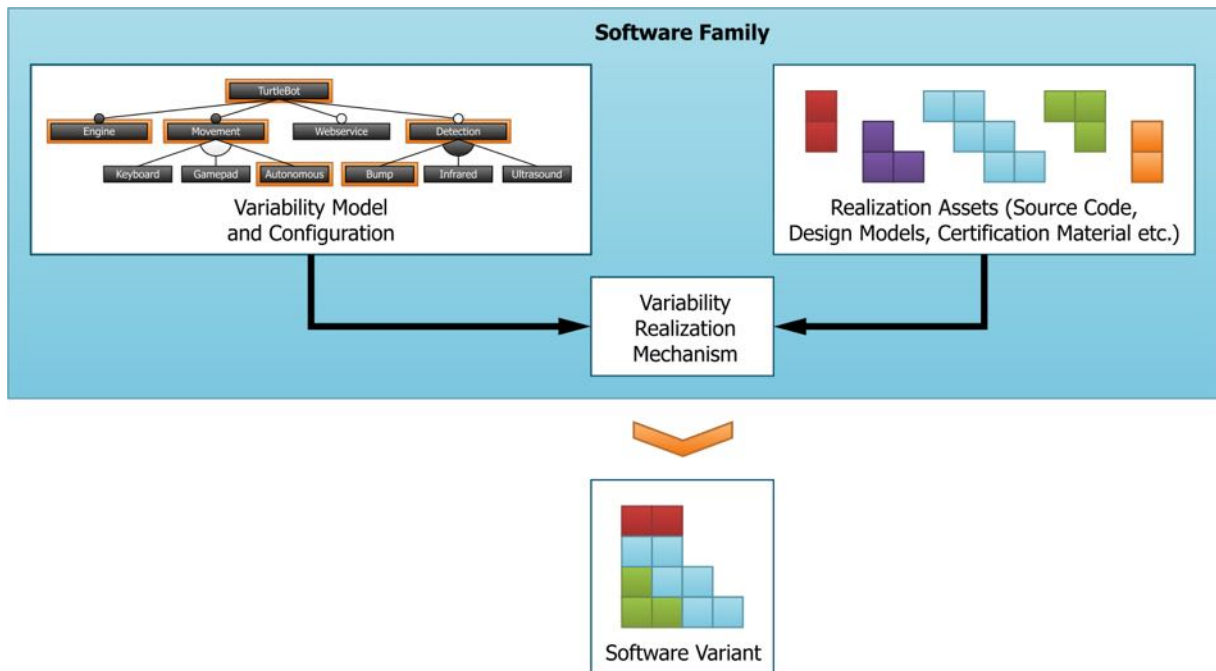 Software Family
TurtleBot
Engine
Movement
Webservice
Detection
Keyboard
Gamepad
Autonomous
Bump
Infrared
Ultrasound
Variability Model
and Configuration
Realization Assets (Source Code,
Design Models, Certification Material etc.)
Variability
Realization
Mechanism
Software Variant